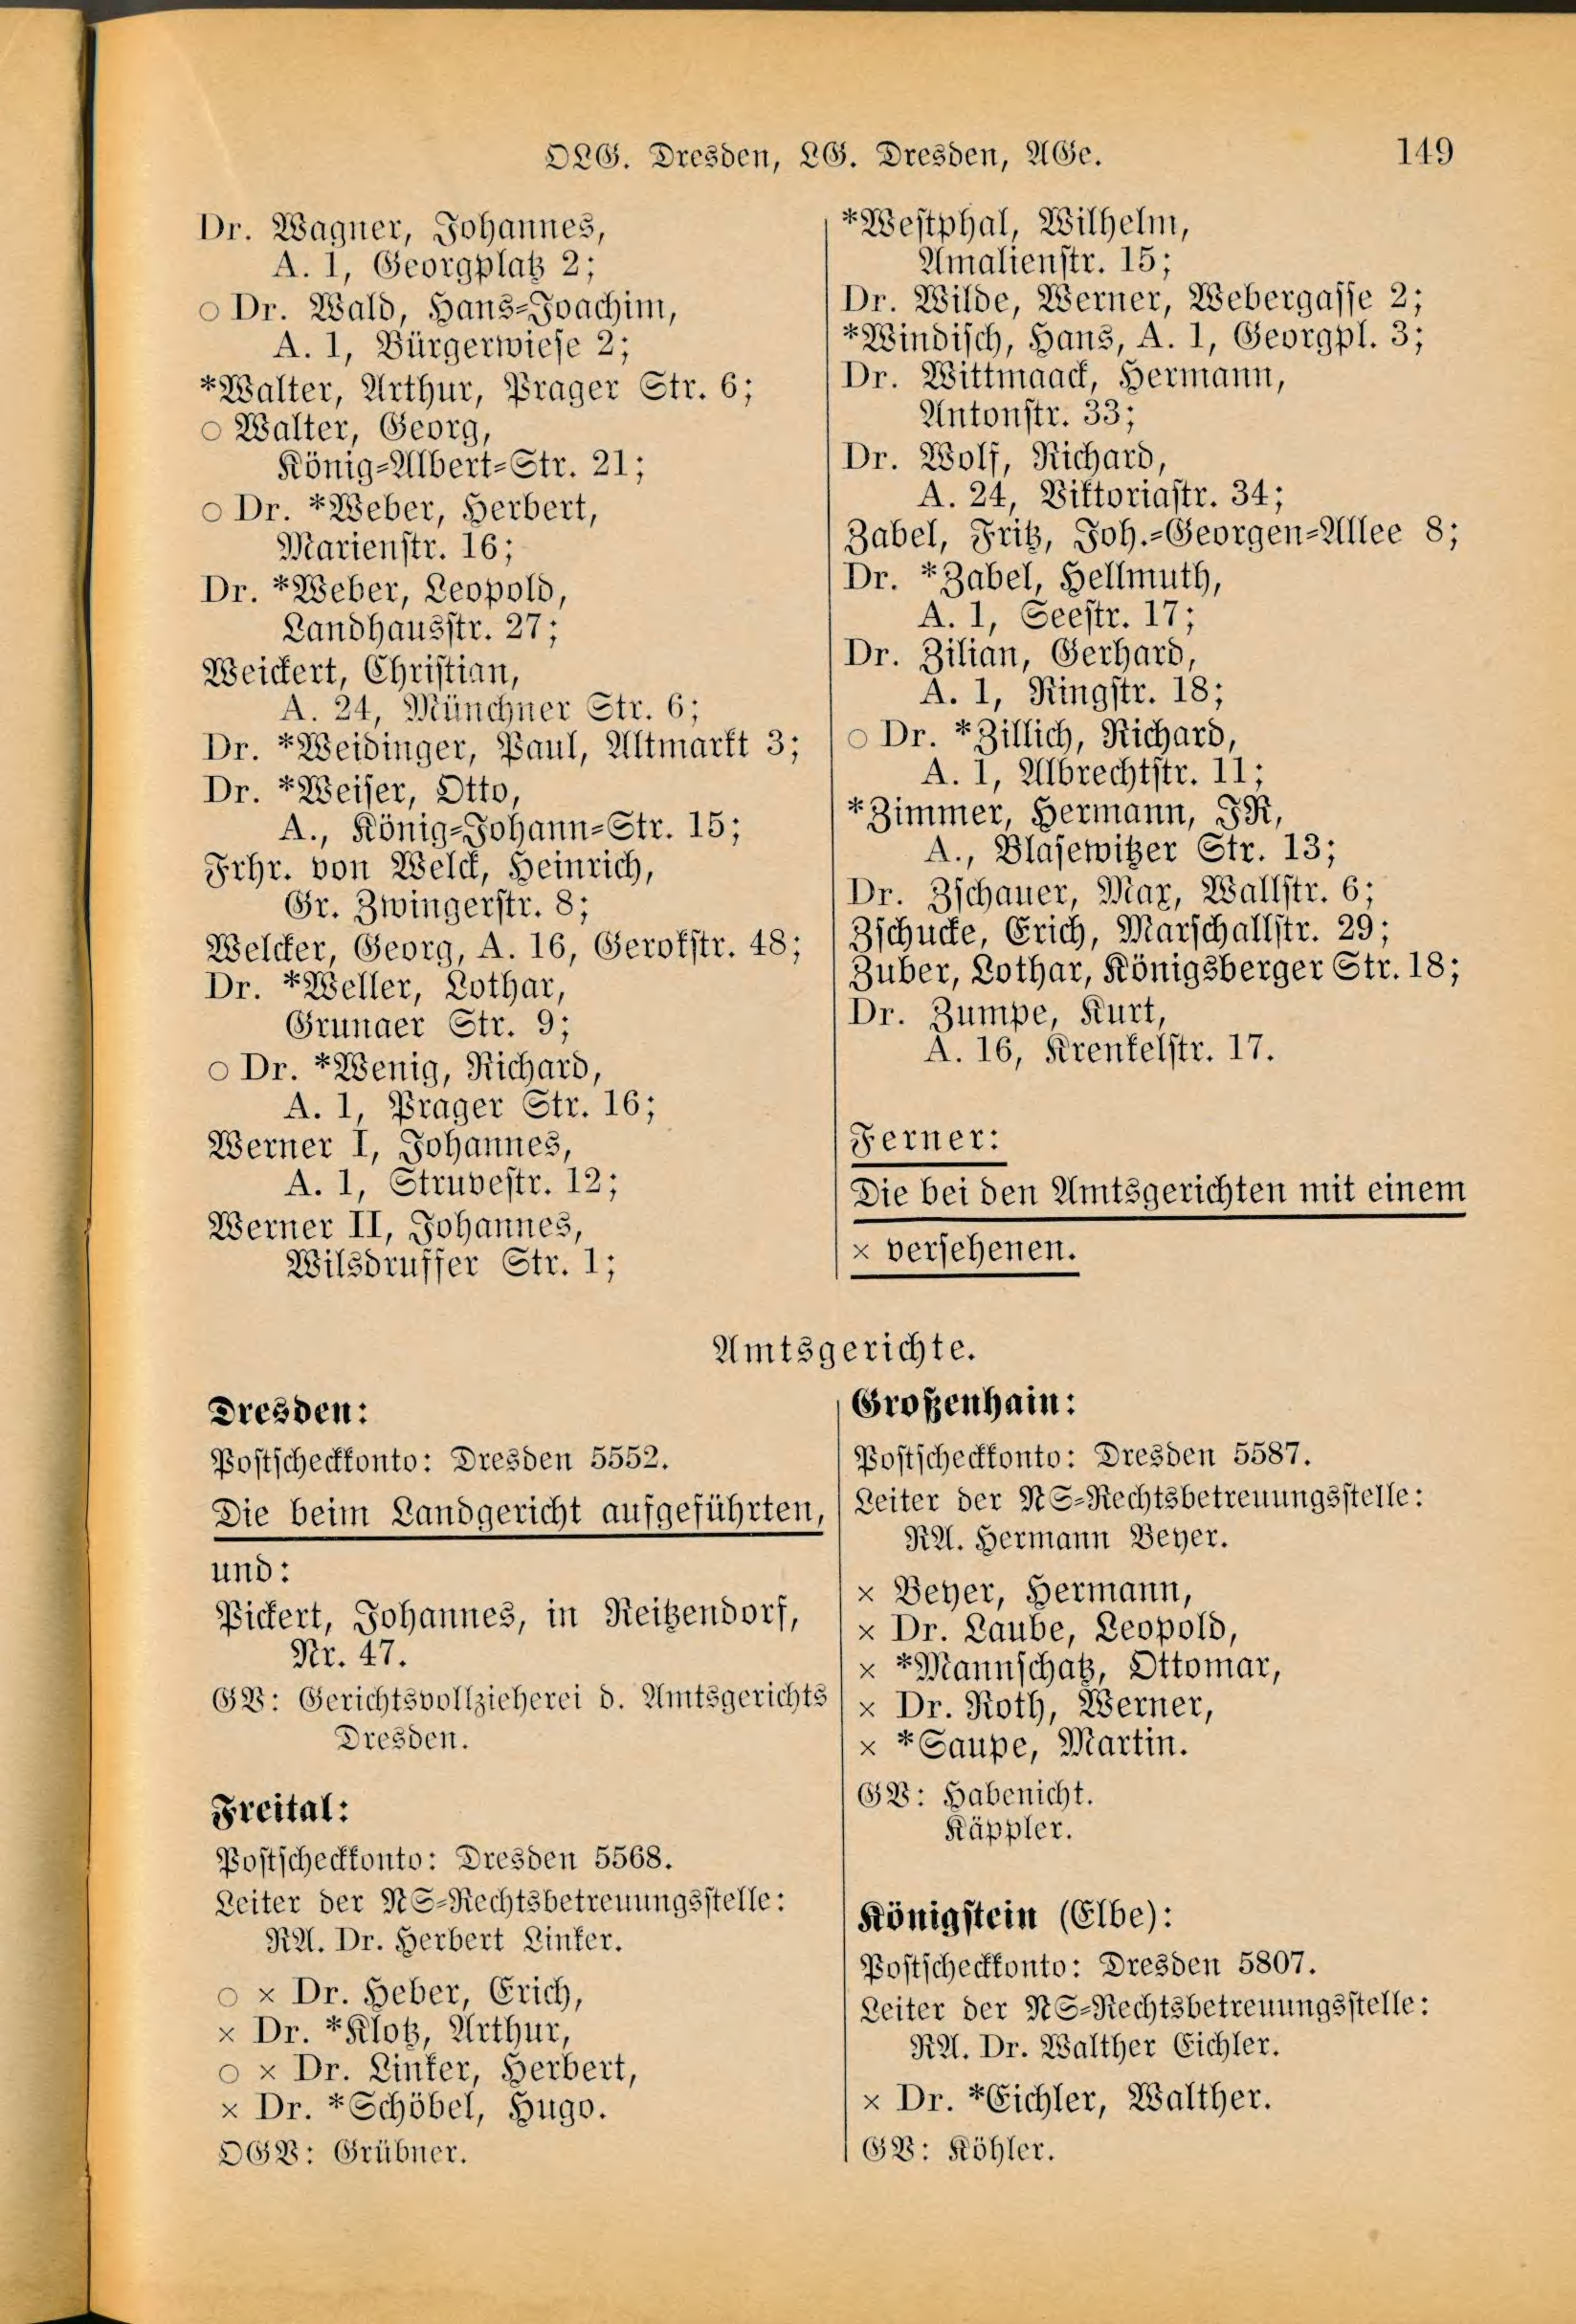 OLG. Dresden, LG. Dresden, AGe. 149
Dr. Wagner, Johannes,
A. 1, Georgplatz 2;
○ Dr. Wald, Hans-Joachim,
A. 1, Bürgerwiese 2;
*Walter, Arthur, Prager Str. 6;
○ Walter, Georg,
König-Albert-Str. 21;
○ Dr. *Weber, Herbert,
Marienstr. 16;
Dr. *Weber, Leopold,
Landhausstr. 27;
Weickert, Christian,
A. 24, Münchner Str. 6;
Dr. *Weidinger, Paul, Altmarkt 3;
Dr. *Weiser, Otto,
A., König-Johann-Str. 15;
Frhr. von Welck, Heinrich,
Gr. Zwingerstr. 8;
Welcker, Georg, A. 16, Gerokstr. 48;
Dr. *Weller, Lothar,
Grunaer Str. 9;
○ Dr. *Wenig, Richard,
A. 1, Prager Str. 16;
Werner I, Johannes,
A. 1, Struvestr. 12;
Werner II, Johannes,
Wilsdruffer Str. 1;
*Westphal, Wilhelm,
Amalienstr. 15;
Dr. Wilde, Werner, Webergasse 2;
*Windisch, Hans, A. 1, Georgpl. 3;
Dr. Wittmaack, Hermann,
Antonstr. 33;
Dr. Wolf, Richard,
A. 24, Viktoriastr. 34;
Zabel, Fritz, Joh.-Georgen-Allee 8;
Dr. *Zabel, Hellmuth,
A. 1, Seestr. 17;
Dr. Zilian, Gerhard,
A. 1, Ringstr. 18;
○ Dr. *Zillich, Richard,
A. 1, Albrechtstr. 11;
*Zimmer, Hermann, JR,
A., Blasewitzer Str. 13;
Dr. Zschauer, Max, Wallstr. 6;
Zschucke, Erich, Marschallstr. 29;
Zuber, Lothar, Königsberger Str. 18;
Dr. Zumpe, Kurt,
A. 16, Krenkelstr. 17.
Ferner:
Die bei den Amtsgerichten mit einem
× versehenen.
Amtsgerichte.
Dresden:
Postscheckkonto: Dresden 5552.
Die beim Landgericht aufgeführten,
und:
Pickert, Johannes, in Reitzendorf,
Nr. 47.
GV: Gerichtsvollzieherei d. Amtsgerichts
Dresden.
Freital:
Postscheckkonto: Dresden 5568.
Leiter der NS-Rechtsbetreuungsstelle:
RA. Dr. Herbert Linker.
○ × Dr. Heber, Erich,
× Dr. *Klotz, Arthur,
○ × Dr. Linker, Herbert,
× Dr. *Schöbel, Hugo.
OGV: Grübner.
Großenhain:
Postscheckkonto: Dresden 5587.
Leiter der NS-Rechtsbetreuungsstelle:
RA. Hermann Beyer.
× Beyer, Hermann,
× Dr. Laube, Leopold,
× *Mannschatz, Ottomar,
× Dr. Roth, Werner,
× *Saupe, Martin.
GV: Habenicht.
Käppler.
Königstein (Elbe):
Postscheckkonto: Dresden 5807.
Leiter der NS-Rechtsbetreuungsstelle:
RA. Dr. Walther Eichler.
× Dr. *Eichler, Walther.
GV: Köhler.